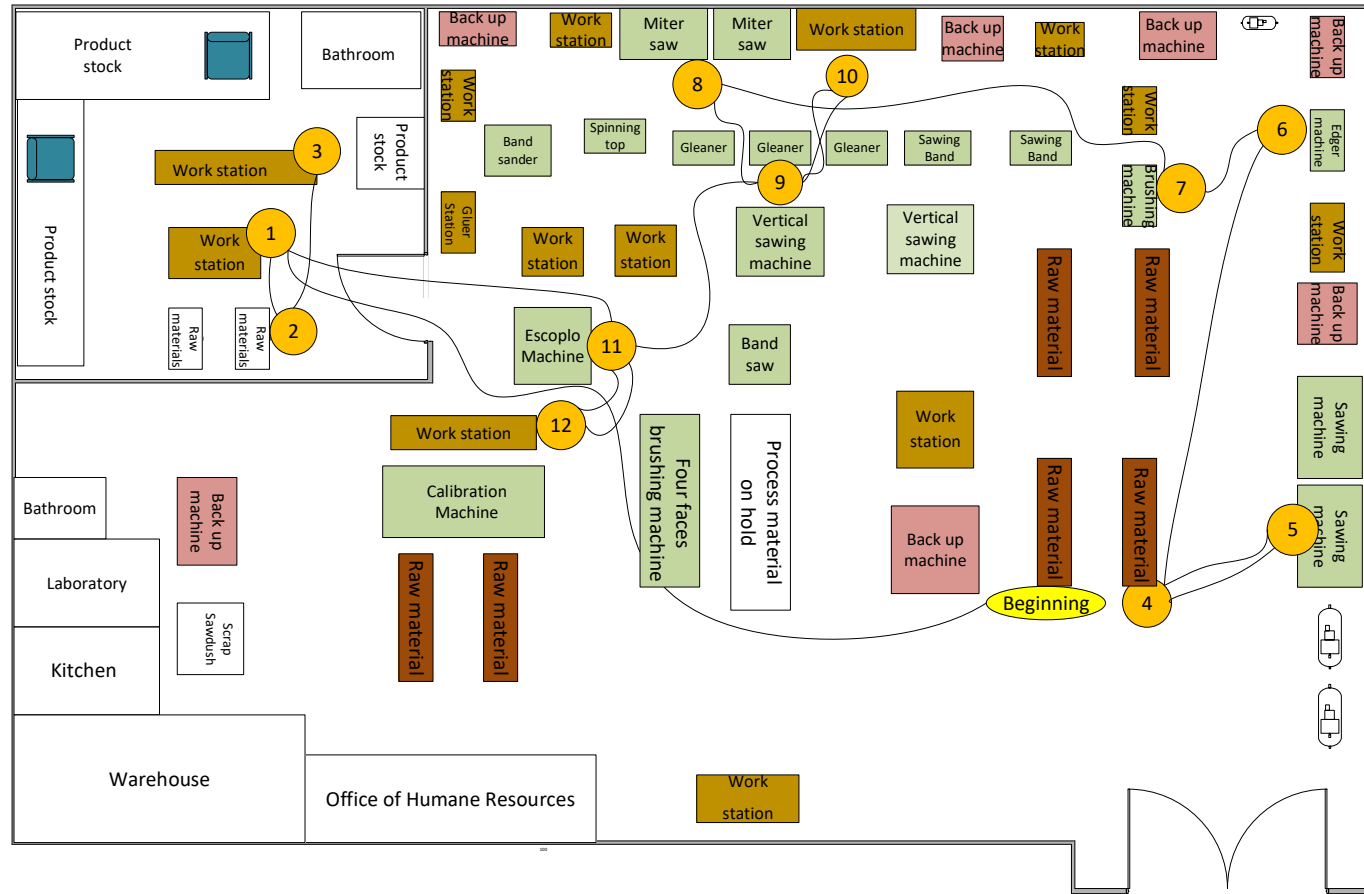 Product
stock
Bathroom
Back up
machine
Work
station
Miter
saw
Miter
saw
Work station
Back up
machine
Work
station
Back up
machine
Back up
machine
8
10
Work
station
Work
station
6
Edger
machine
Product stock
3
Work station
Product
stock
Band
sander
Spinning
top
Gleaner
Gleaner
Gleaner
Sawing
Band
Sawing
Band
9
7
Brushing
machine
1
Work
station
Gluer
Station
Work
station
Work
station
Vertical
sawing
machine
Vertical
sawing
machine
Work
station
Raw material
Raw material
Back up
machine
Raw
materials
Raw
materials
2
Escoplo
Machine
11
Band
saw
Work station
12
Four faces
brushing machine
Process material
on hold
Work
station
Sawing
machine
Bathroom
Back up
machine
Calibration
Machine
Raw material
Raw material
Sawing
machine
5
Back up
machine
Laboratory
Raw material
Raw material
Beginning
4
Scrap
Sawdush
Kitchen
Warehouse
Office of Humane Resources
Work
station